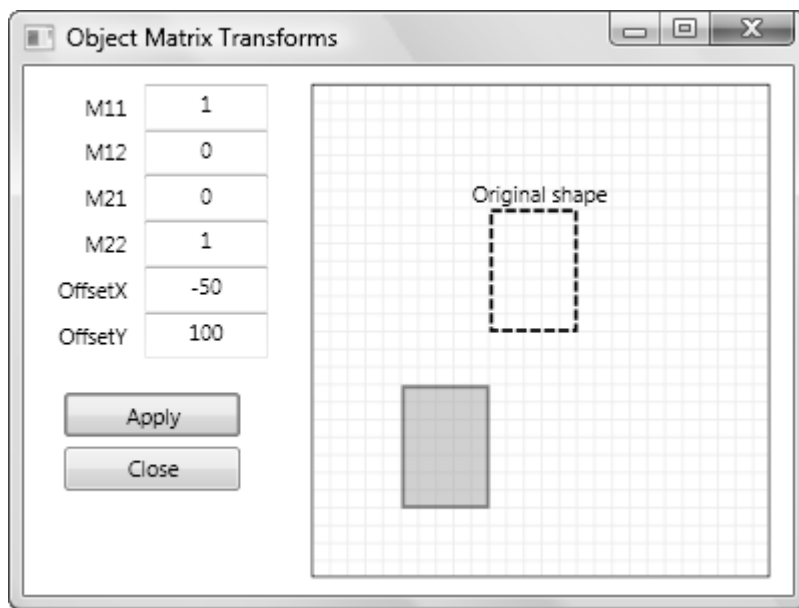 Object Matrix Transforms
M11 1
M12 0
M21 0
M22 1
OffsetX -50
OffsetY 100
Apply
Close
Original shape